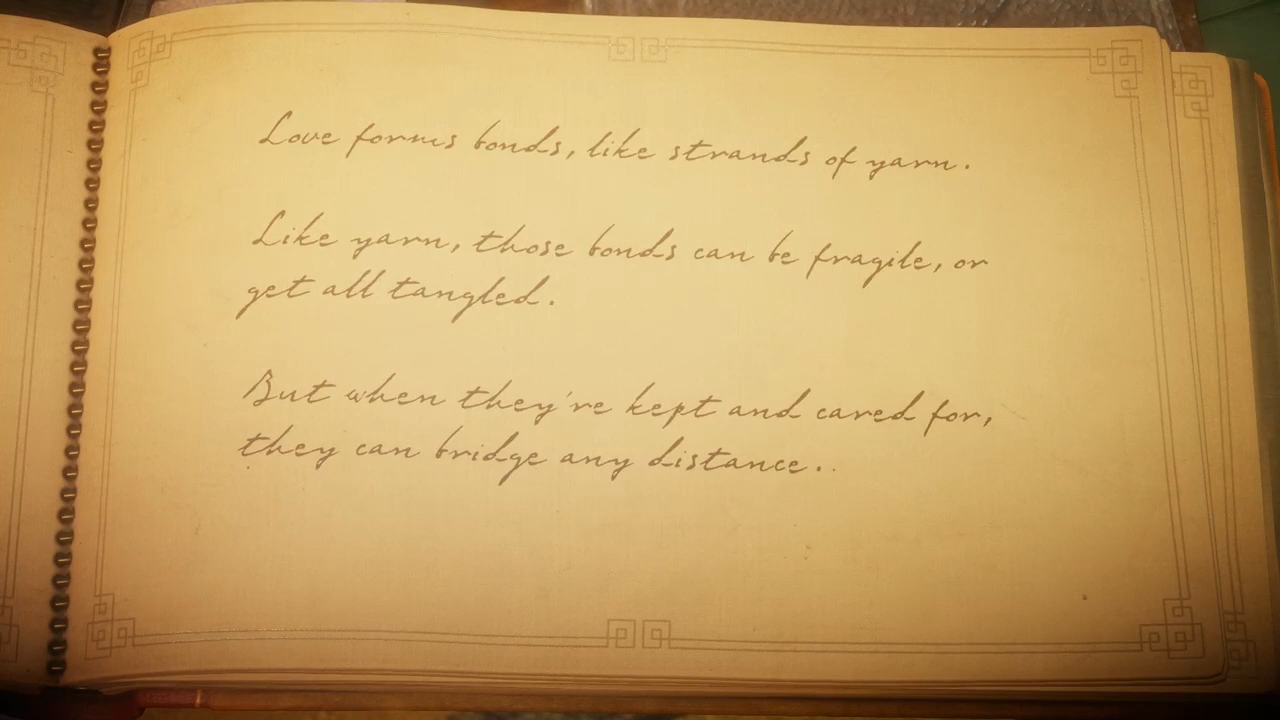 Love forms bonds, like strands of yarn.
Like yarn, those bonds can be fragile, or
get all tangled.
But when they're kept and cared for,
they can bridge any distance..